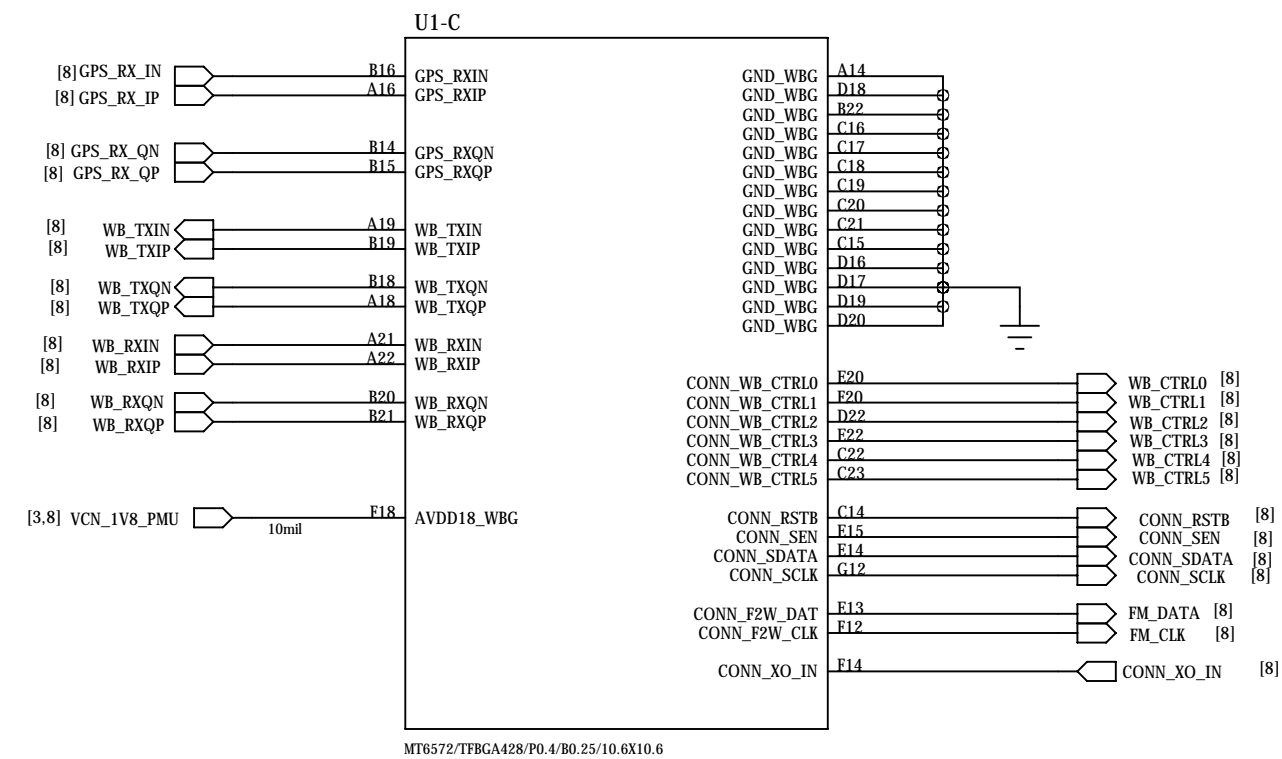 U1-C
[8] GPS_RX_IN B16 GPS_RXIN
[8] GPS_RX_IP A16 GPS_RXIP
[8] GPS_RX_QN B14 GPS_RXQN
[8] GPS_RX_QP B15 GPS_RXQP
[8] WB_TXIN A19 WB_TXIN
[8] WB_TXIP B19 WB_TXIP
[8] WB_TXQN B18 WB_TXQN
[8] WB_TXQP A18 WB_TXQP
[8] WB_RXIN A21 WB_RXIN
[8] WB_RXIP A22 WB_RXIP
[8] WB_RXQN B20 WB_RXQN
[8] WB_RXQP B21 WB_RXQP
[3,8] VCN_1V8_PMU 10mil F18 AVDD18_WBG
GND_WBG A14
GND_WBG D18
GND_WBG B22
GND_WBG C16
GND_WBG C17
GND_WBG C18
GND_WBG C19
GND_WBG C20
GND_WBG C21
GND_WBG C15
GND_WBG D16
GND_WBG D17
GND_WBG D19
GND_WBG D20
CONN_WB_CTRL0 E20 WB_CTRL0 [8]
CONN_WB_CTRL1 F20 WB_CTRL1 [8]
CONN_WB_CTRL2 D22 WB_CTRL2 [8]
CONN_WB_CTRL3 E22 WB_CTRL3 [8]
CONN_WB_CTRL4 C22 WB_CTRL4 [8]
CONN_WB_CTRL5 C23 WB_CTRL5 [8]
CONN_RSTB C14 CONN_RSTB [8]
CONN_SEN E15 CONN_SEN [8]
CONN_SDATA E14 CONN_SDATA [8]
CONN_SCLK G12 CONN_SCLK [8]
CONN_F2W_DAT E13 FM_DATA [8]
CONN_F2W_CLK F12 FM_CLK [8]
CONN_XO_IN F14 CONN_XO_IN [8]
MT6572/TFBGA428/P0.4/B0.25/10.6X10.6